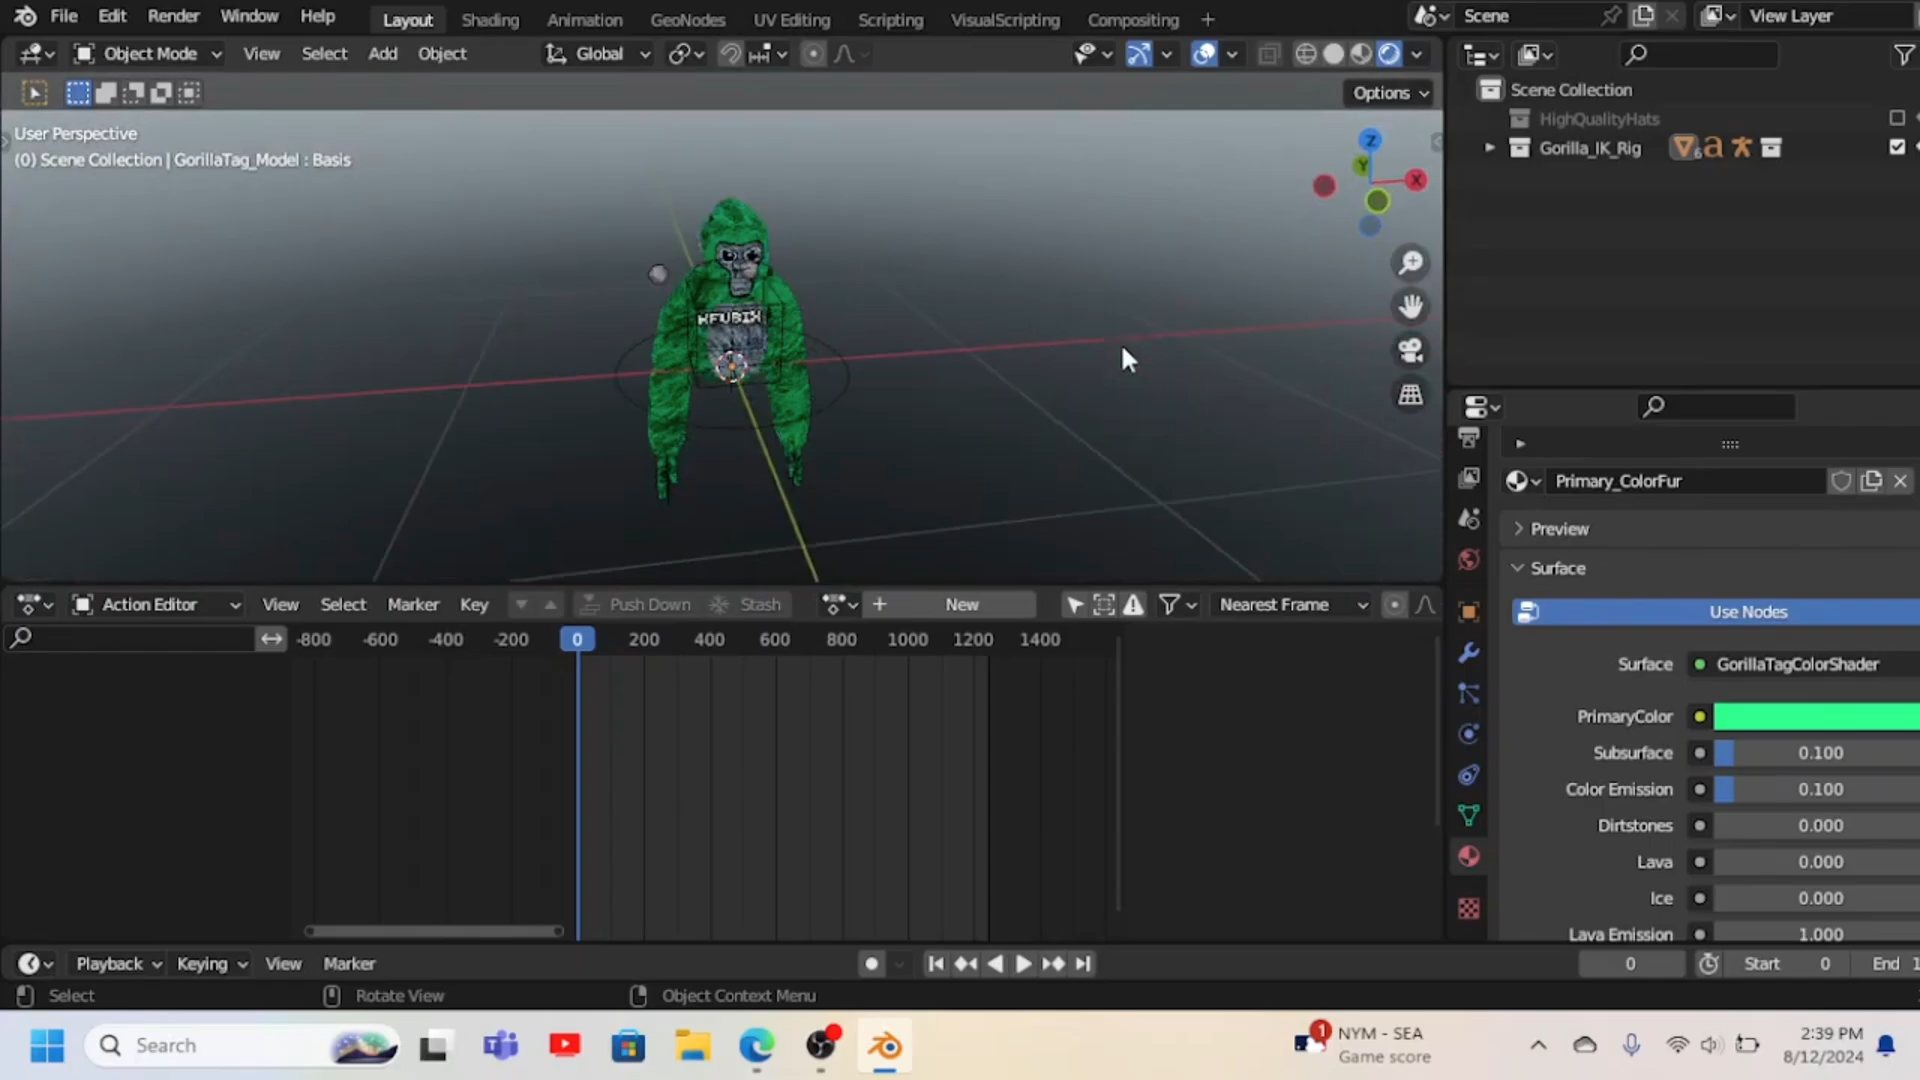 File Edit Render Window Help Layout Shading Animation GeoNodes UV Editing Scripting VisualScripting Compositing + Scene View Layer
Object Mode View Select Add Object Global
Options
User Perspective
(0) Scene Collection | GorillaTag_Model : Basis
Z
Y
X
Scene Collection
HighQualityHats
Gorilla_IK_Rig 6 a
Primary_ColorFur
Preview
Surface
Use Nodes
Surface GorillaTagColorShader
PrimaryColor
Subsurface 0.100
Color Emission 0.100
Dirtstones 0.000
Lava 0.000
Ice 0.000
Lava Emission 1.000
Action Editor View Select Marker Key Push Down Stash New Nearest Frame
-800 -600 -400 -200 0 200 400 600 800 1000 1200 1400
Playback Keying View Marker 0 Start 0 End 1
Select Rotate View Object Context Menu
Search
1 NYM - SEA
Game score
2:39 PM
8/12/2024